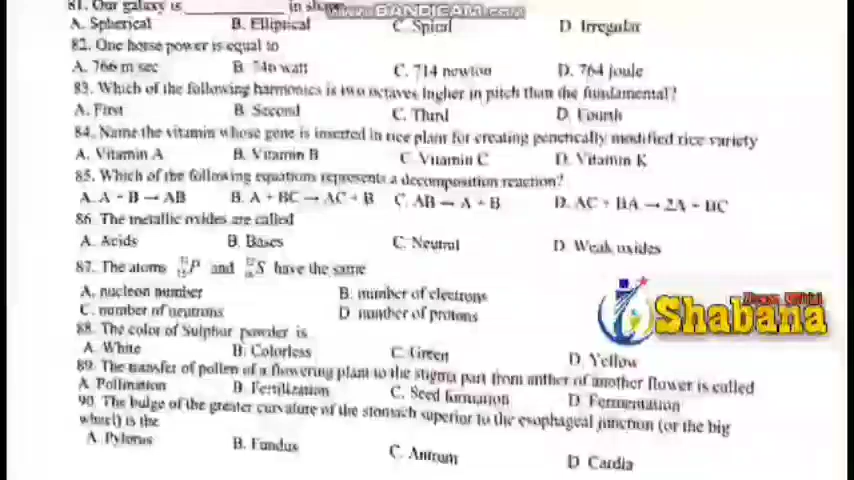 81. Our galaxy is __________ in shape
www.BANDICAM.com
A. Spherical B. Elliptical C. Spiral D. Irregular
82. One horse power is equal to
A. 766 m sec B. 746 watt C. 714 newton D. 764 joule
83. Which of the following harmonics is two octaves higher in pitch than the fundamental?
A. First B. Second C. Third D. Fourth
84. Name the vitamin whose gene is inserted in rice plant for creating genetically modified rice variety
A. Vitamin A B. Vitamin B C. Vitamin C D. Vitamin K
85. Which of the following equations represents a decomposition reaction?
A. A + B → AB B. A + BC → AC + B C. AB → A + B D. AC + BA → 2A + BC
86. The metallic oxides are called
A. Acids B. Bases C. Neutral D. Weak oxides
87. The atoms P and S have the same
A. nucleon number B. number of electrons
C. number of neutrons D. number of protons
88. The color of Sulphur powder is
A. White B. Colorless C. Green D. Yellow
89. The transfer of pollen of a flowering plant to the stigma part from anther of another flower is called
A. Pollination B. Fertilization C. Seed formation D. Fermentation
90. The bulge of the greater curvature of the stomach superior to the esophageal junction (or the big
whirl) is the
A. Pylorus B. Fundus C. Antrum D. Cardia
Shabana